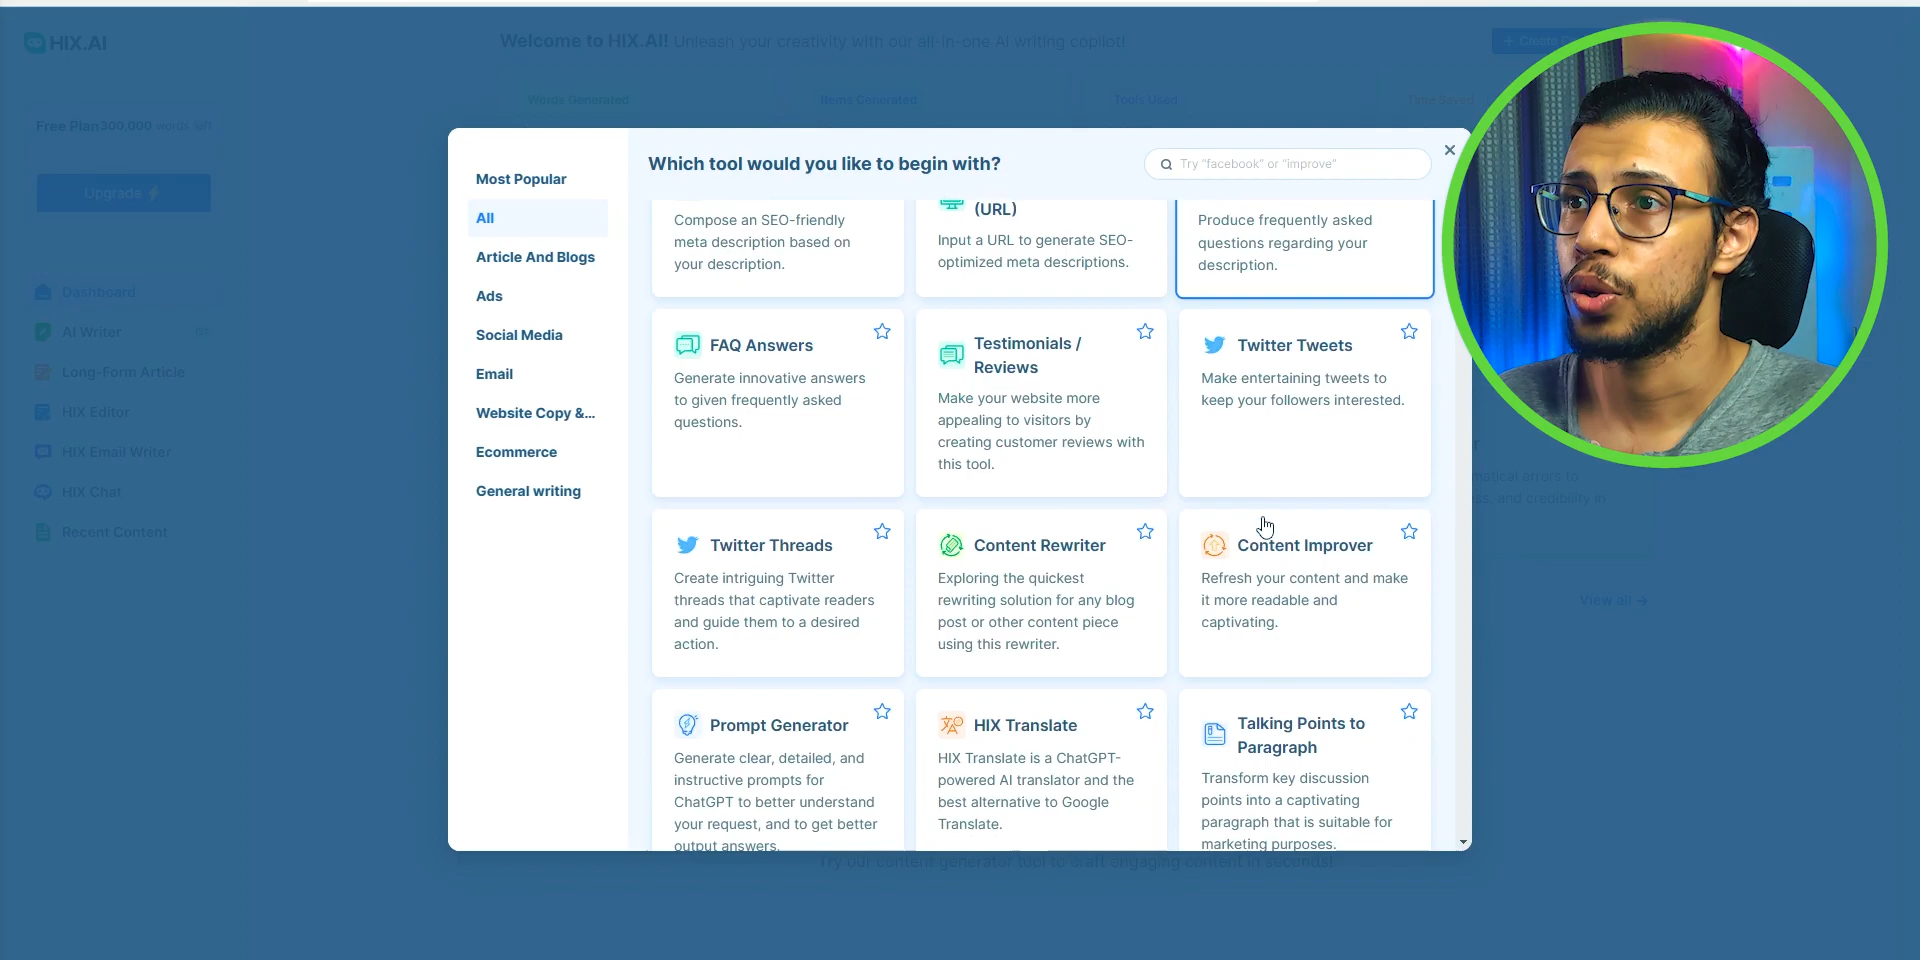 HIX.AI
Welcome to HIX.AI! Unleash your creativity with our all-in-one AI writing copilot!
+ Create
Words Generated
Items Generated
Tools Used
Time Saved
Free Plan 300,000 words left
Upgrade
Dashboard
AI Writer
Long-Form Article
HIX Editor
HIX Email Writer
HIX Chat
Recent Content
Most Popular
All
Article And Blogs
Ads
Social Media
Email
Website Copy &...
Ecommerce
General writing
Which tool would you like to begin with?
Try "facebook" or "improve"
Compose an SEO-friendly
meta description based on
your description.
(URL)
Input a URL to generate SEO-
optimized meta descriptions.
Produce frequently asked
questions regarding your
description.
FAQ Answers
Generate innovative answers
to given frequently asked
questions.
Testimonials /
Reviews
Make your website more
appealing to visitors by
creating customer reviews with
this tool.
Twitter Tweets
Make entertaining tweets to
keep your followers interested.
Twitter Threads
Create intriguing Twitter
threads that captivate readers
and guide them to a desired
action.
Content Rewriter
Exploring the quickest
rewriting solution for any blog
post or other content piece
using this rewriter.
Content Improver
Refresh your content and make
it more readable and
captivating.
Prompt Generator
Generate clear, detailed, and
instructive prompts for
ChatGPT to better understand
your request, and to get better
output answers.
HIX Translate
HIX Translate is a ChatGPT-
powered AI translator and the
best alternative to Google
Translate.
Talking Points to
Paragraph
Transform key discussion
points into a captivating
paragraph that is suitable for
marketing purposes.
matical errors to
ss, and credibility in
View all
Try our content generator tool to draft engaging content in seconds!